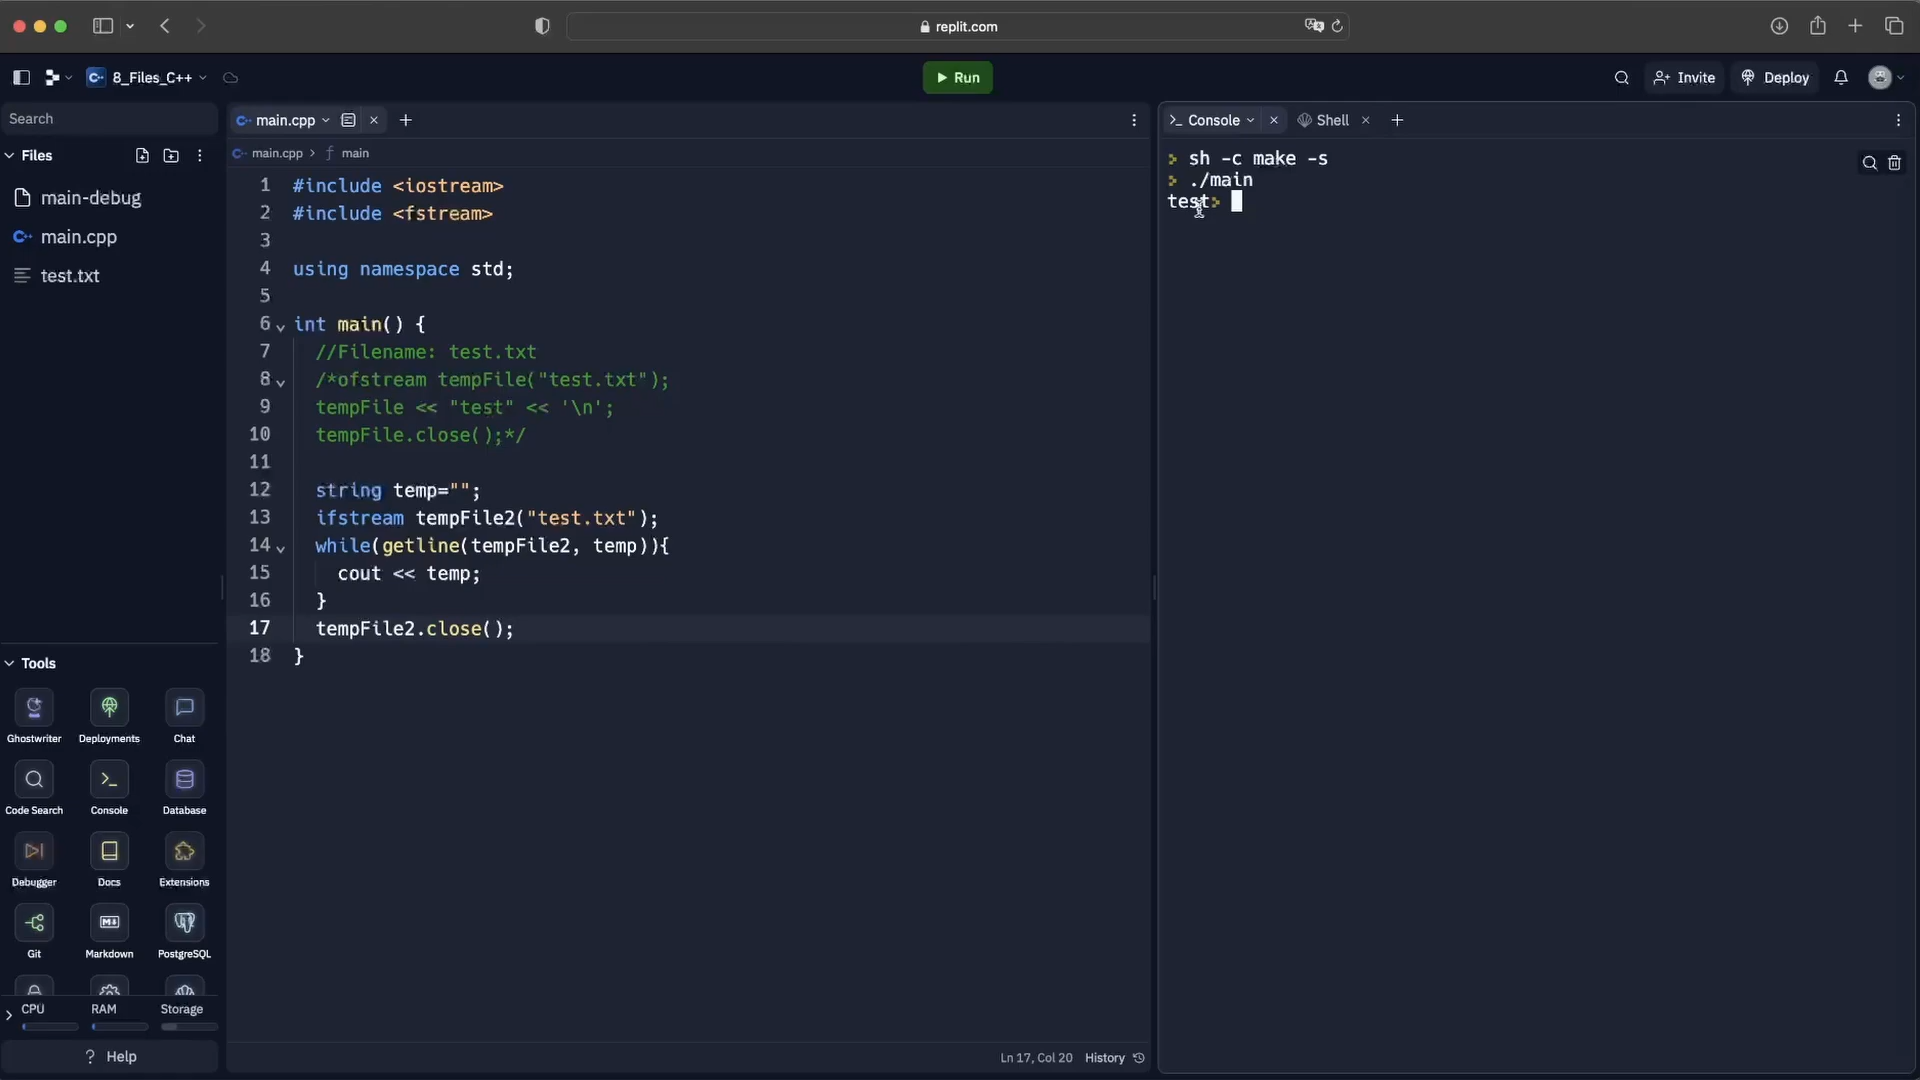 replit.com
8_Files_C++
Run
Invite
Deploy
Search
Files
main-debug
main.cpp
test.txt
main.cpp
main.cpp > main
1 #include <iostream>
2 #include <fstream>
3
4 using namespace std;
5
6 int main() {
7 //Filename: test.txt
8 /*ofstream tempFile("test.txt");
9 tempFile << "test" << '\n';
10 tempFile.close();*/
11
12 string temp="";
13 ifstream tempFile2("test.txt");
14 while(getline(tempFile2, temp)){
15 cout << temp;
16 }
17 tempFile2.close();
18 }
Ln 17, Col 20 History
Console Shell
> sh -c make -s
> ./main
test>
Tools
Ghostwriter Deployments Chat
Code Search Console Database
Debugger Docs Extensions
Git Markdown PostgreSQL
CPU RAM Storage
? Help